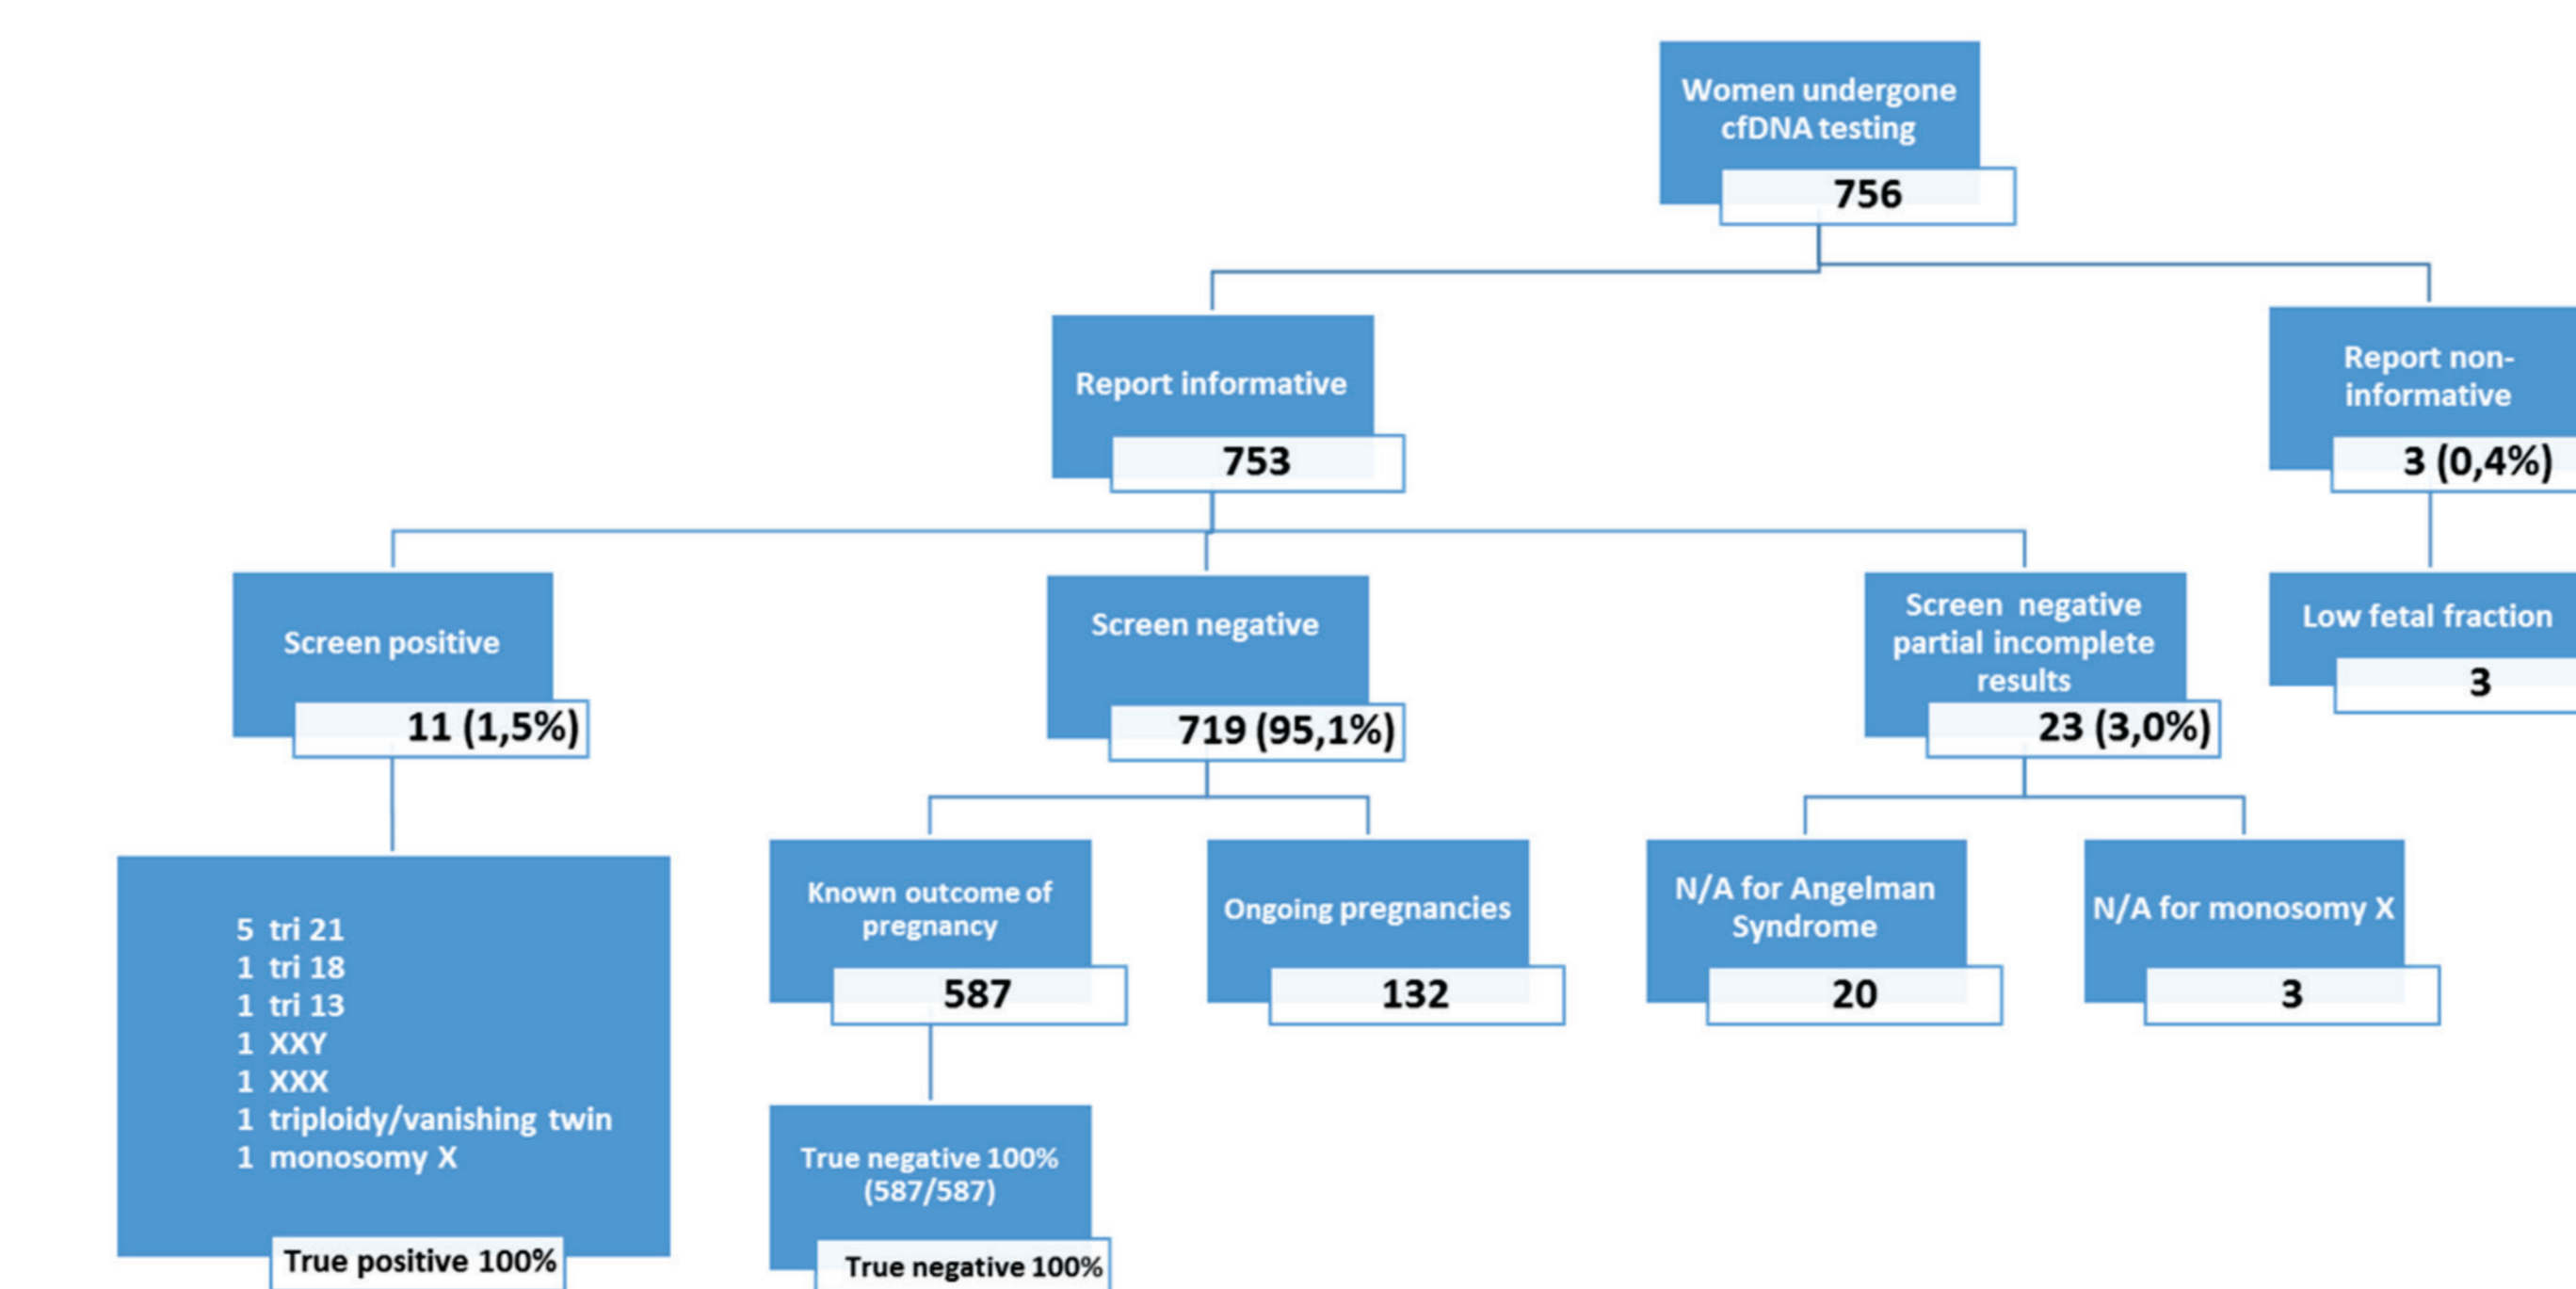 Women undergone
cfDNA testing
756
Report informative
753
Report non-
informative
3 (0,4%)
Screen positive
11 (1,5%)
Screen negative
719 (95,1%)
Screen negative
partial incomplete
results
23 (3,0%)
Low fetal fraction
3
5 tri 21
1 tri 18
1 tri 13
1 XXY
1 XXX
1 triploidy/vanishing twin
1 monosomy X
True positive 100%
Known outcome of
pregnancy
587
Ongoing pregnancies
132
N/A for Angelman
Syndrome
20
N/A for monosomy X
3
True negative 100%
(587/587)
True negative 100%